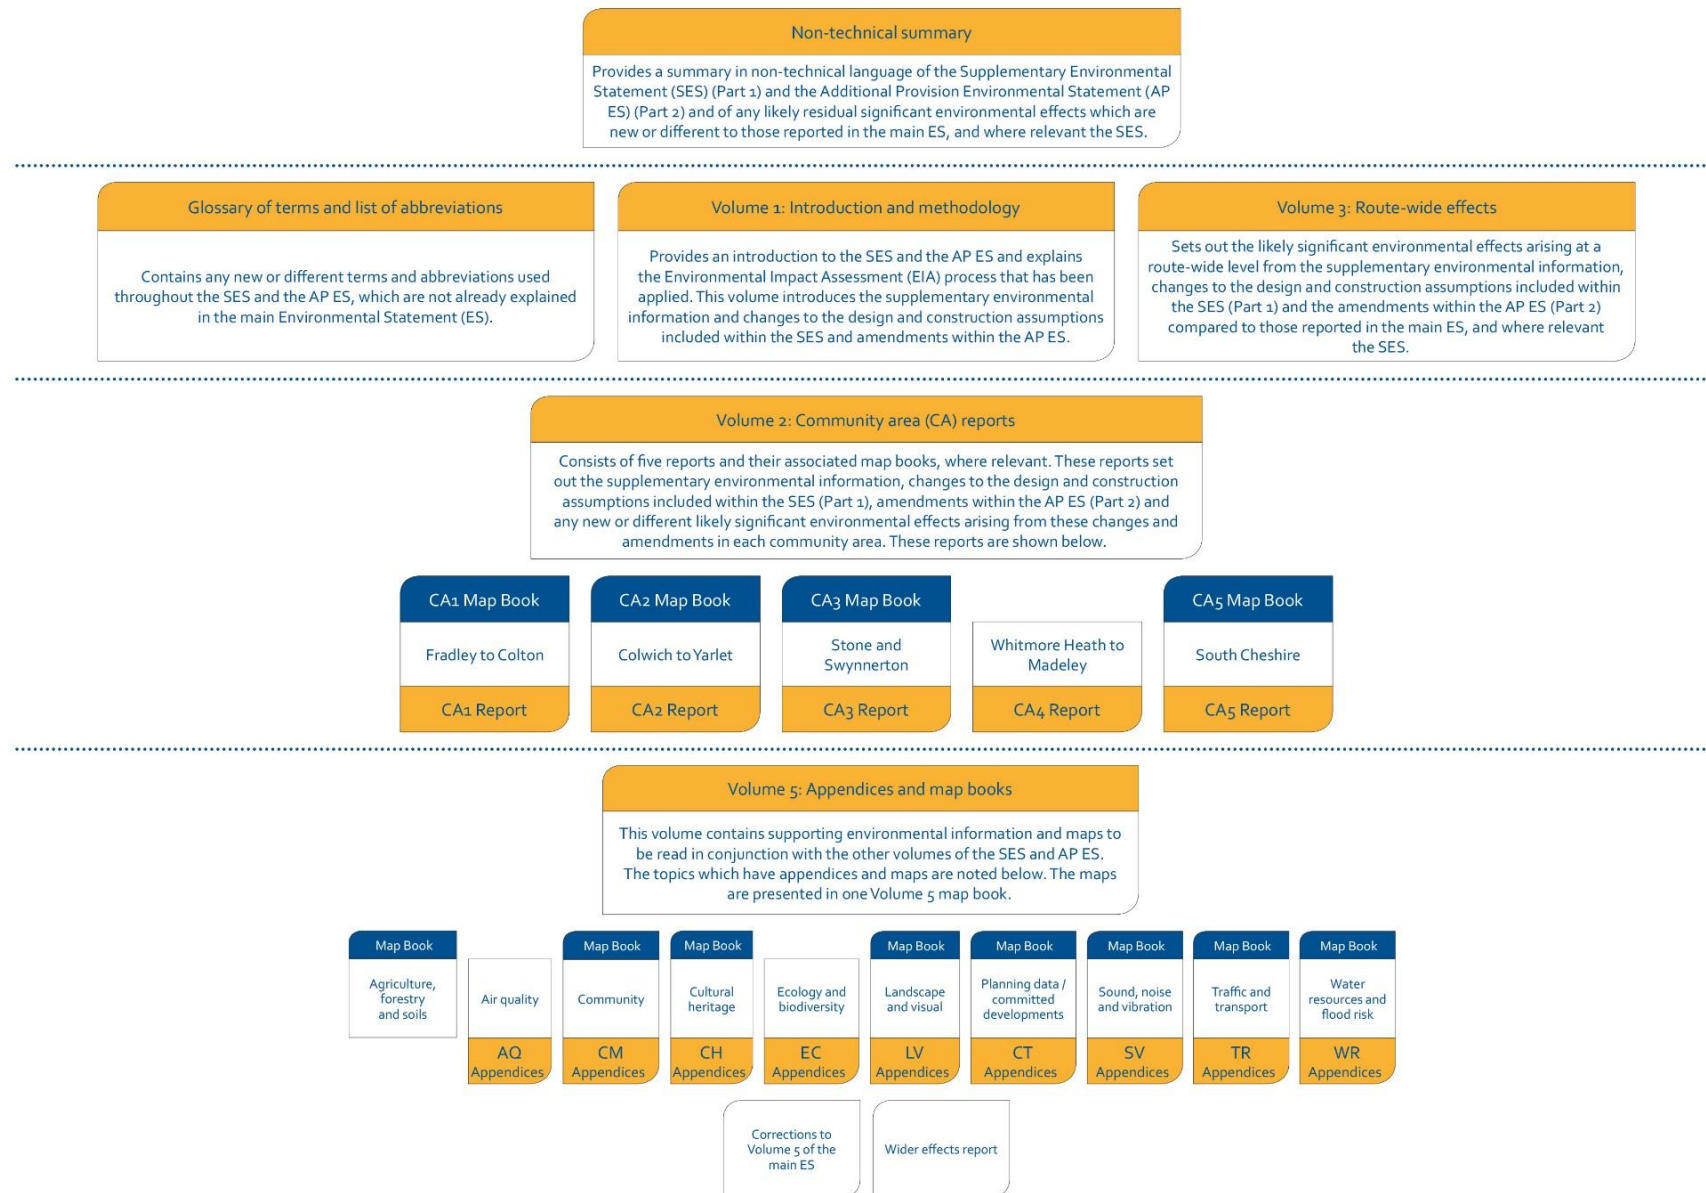 Non-technical summary
Provides a summary in non-technical language of the Supplementary Environmental
Statement (SES) (Part 1) and the Additional Provision Environmental Statement (AP
ES) (Part 2) and of any likely residual significant environmental effects which are
new or different to those reported in the main ES, and where relevant the SES.
Glossary of terms and list of abbreviations
Contains any new or different terms and abbreviations used
throughout the SES and the AP ES, which are not already explained
in the main Environmental Statement (ES).
Volume 1: Introduction and methodology
Provides an introduction to the SES and the AP ES and explains
the Environmental Impact Assessment (EIA) process that has been
applied. This volume introduces the supplementary environmental
information and changes to the design and construction assumptions
included within the SES and amendments within the AP ES.
Volume 3: Route-wide effects
Sets out the likely significant environmental effects arising at a
route-wide level from the supplementary environmental information,
changes to the design and construction assumptions included within
the SES (Part 1) and the amendments within the AP ES (Part 2)
compared to those reported in the main ES, and where relevant
the SES.
Volume 2: Community area (CA) reports
Consists of five reports and their associated map books, where relevant. These reports set
out the supplementary environmental information, changes to the design and construction
assumptions included within the SES (Part 1), amendments within the AP ES (Part 2) and
any new or different likely significant environmental effects arising from these changes and
amendments in each community area. These reports are shown below.
CA1 Map Book
Fradley to Colton
CA1 Report
CA2 Map Book
Colwich to Yarlet
CA2 Report
CA3 Map Book
Stone and
Swynnerton
CA3 Report
Whitmore Heath to
Madeley
CA4 Report
CA5 Map Book
South Cheshire
CA5 Report
Volume 5: Appendices and map books
This volume contains supporting environmental information and maps to
be read in conjunction with the other volumes of the SES and AP ES.
The topics which have appendices and maps are noted below. The maps
are presented in one Volume 5 map book.
Map Book
Agriculture,
forestry
and soils
Air quality
AQ
Appendices
Map Book
Community
CM
Appendices
Map Book
Cultural
heritage
CH
Appendices
Ecology and
biodiversity
EC
Appendices
Map Book
Landscape
and visual
LV
Appendices
Map Book
Planning data /
committed
developments
CT
Appendices
Map Book
Sound, noise
and vibration
SV
Appendices
Map Book
Traffic and
transport
TR
Appendices
Map Book
Water
resources and
flood risk
WR
Appendices
Corrections to
Volume 5 of the
main ES
Wider effects report